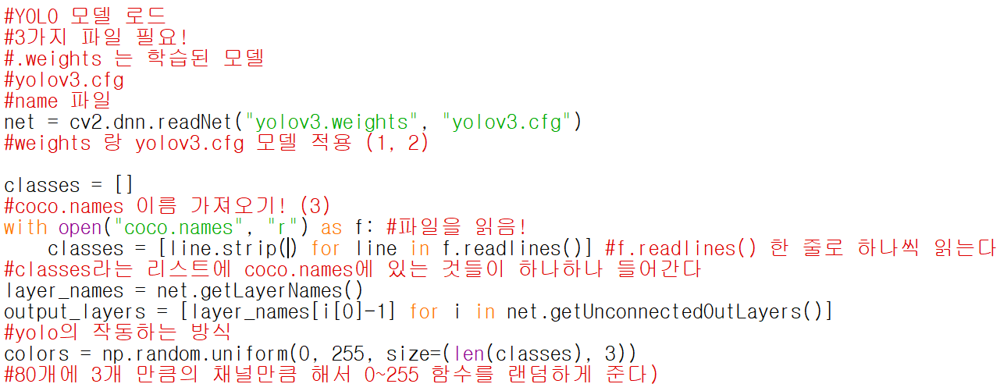 #YOLO 모델 로드
#3가지 파일 필요!
#.weights 는 학습된 모델
#yolov3.cfg
#name 파일
net = cv2.dnn.readNet("yolov3.weights", "yolov3.cfg")
#weights 랑 yolov3.cfg 모델 적용 (1, 2)

classes = []
#coco.names 이름 가져오기! (3)
with open("coco.names", "r") as f: #파일을 읽음!
    classes = [line.strip() for line in f.readlines()] #f.readlines() 한 줄로 하나씩 읽는다
#classes라는 리스트에 coco.names에 있는 것들이 하나하나 들어간다
layer_names = net.getLayerNames()
output_layers = [layer_names[i[0]-1] for i in net.getUnconnectedOutLayers()]
#yolo의 작동하는 방식
colors = np.random.uniform(0, 255, size=(len(classes), 3))
#80개에 3개 만큼의 채널만큼 해서 0~255 함수를 랜덤하게 준다)